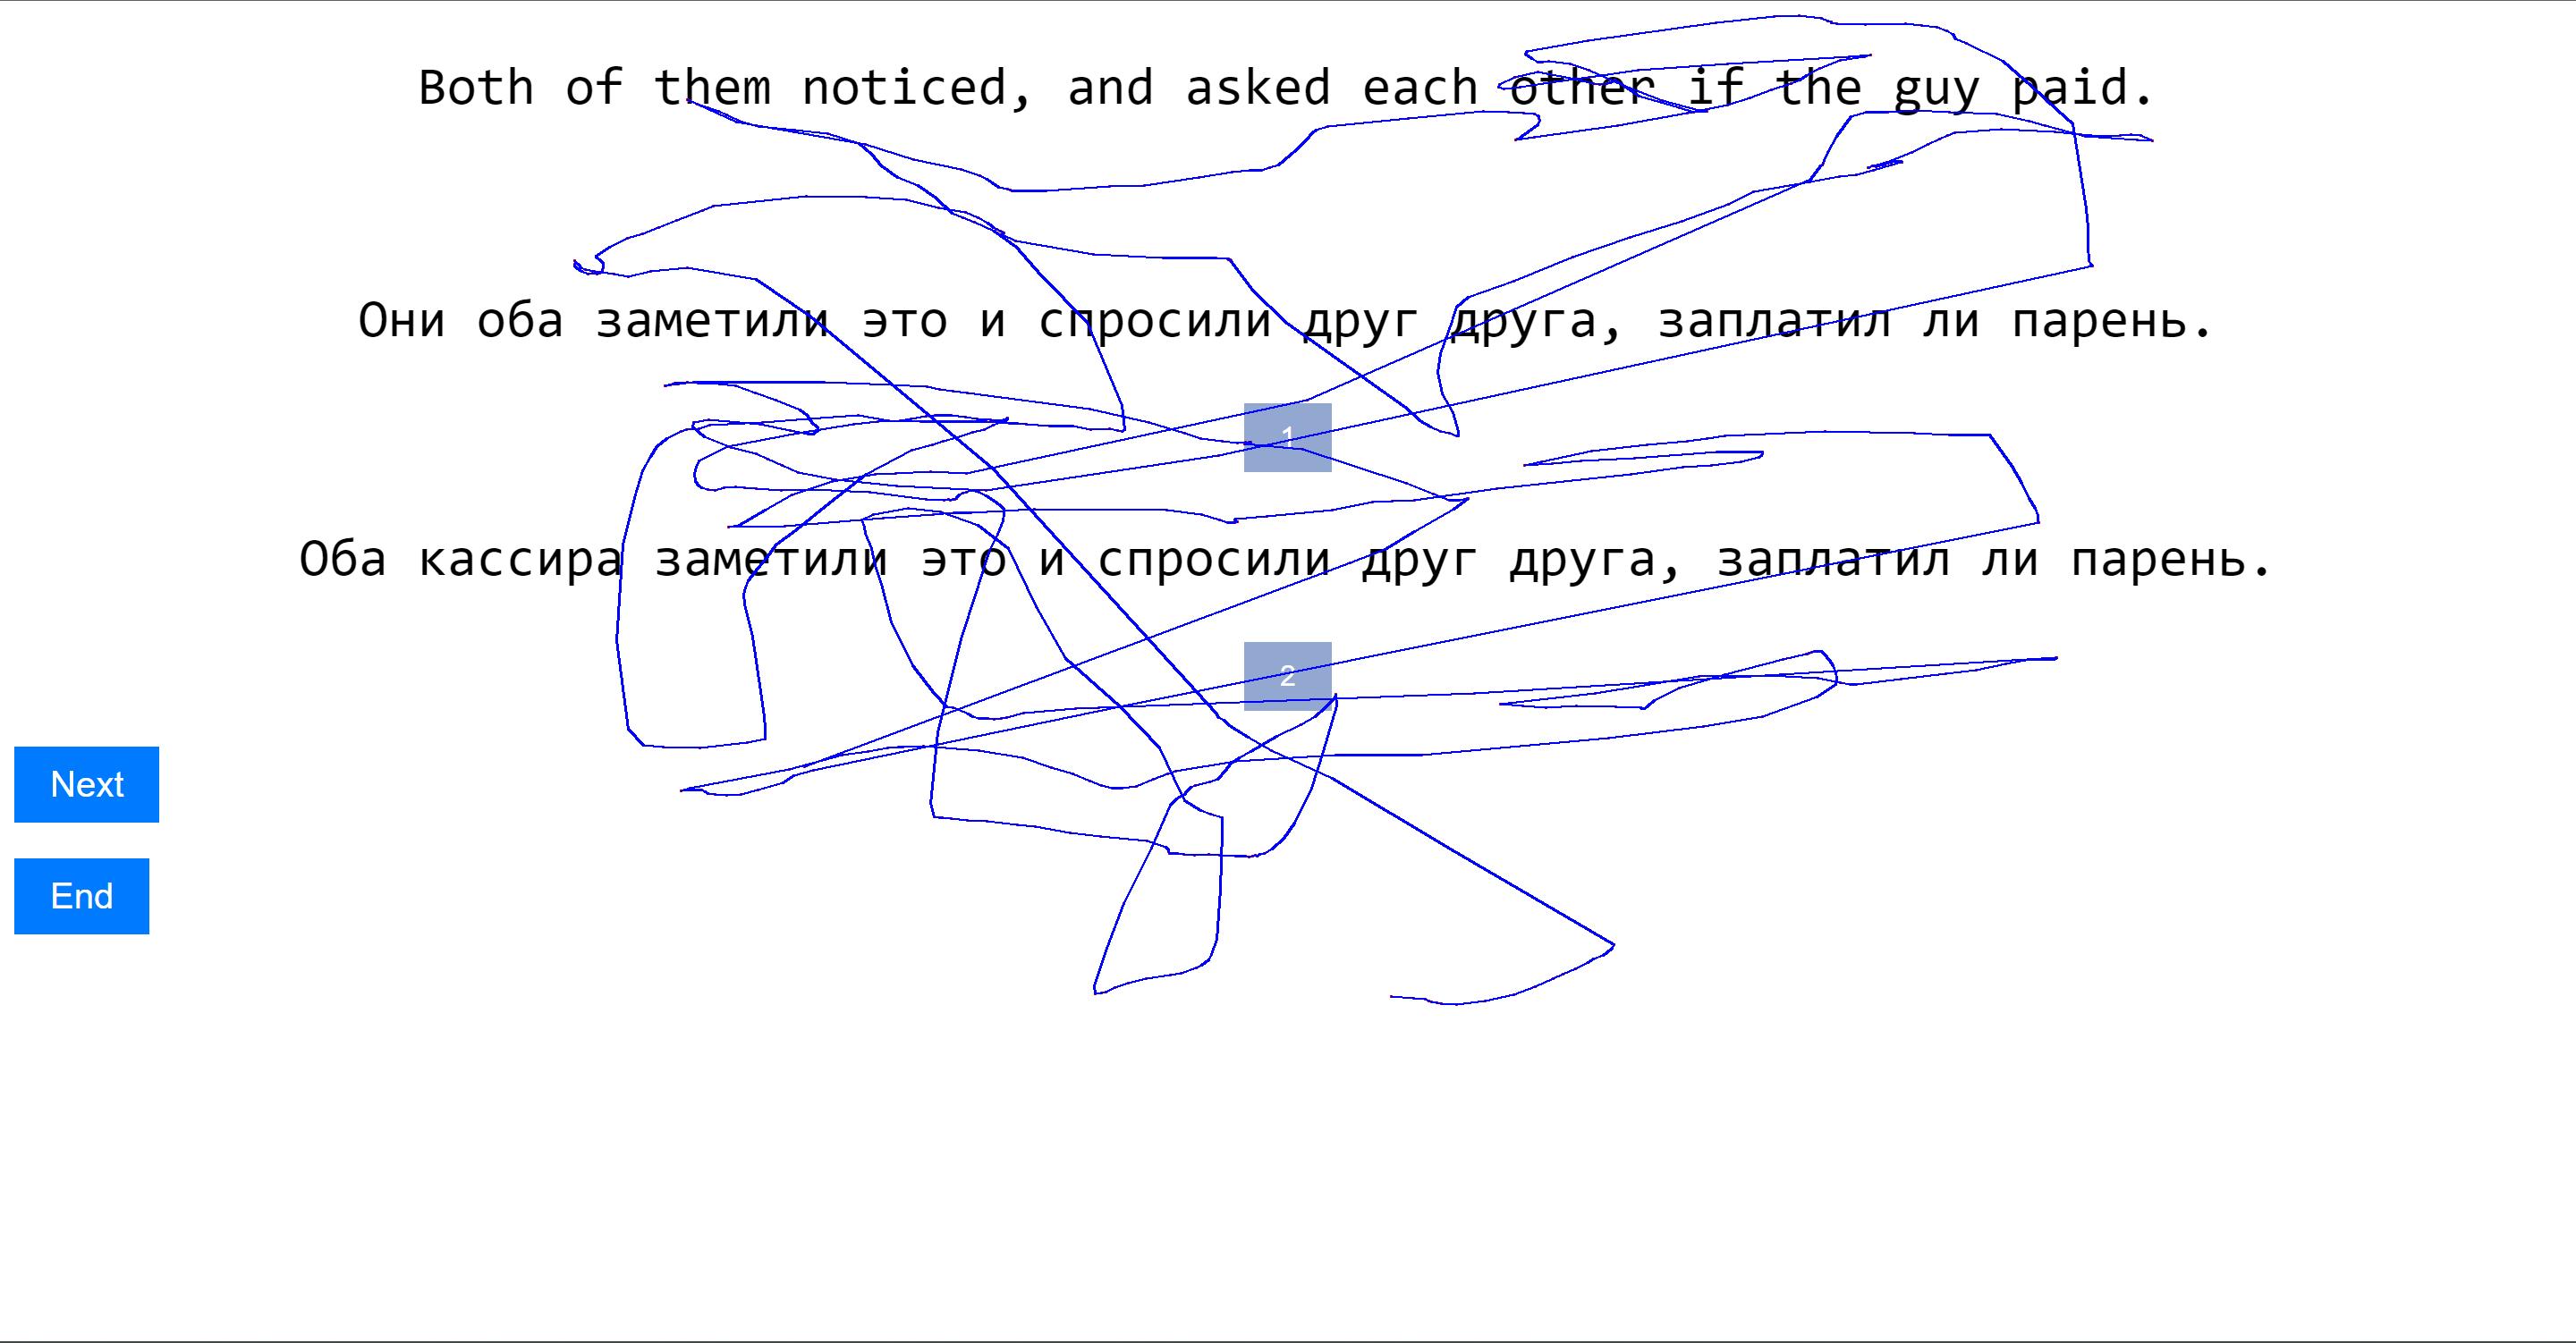 Both of them noticed, and asked each other if the guy paid.
Они оба заметили это и спросили друг друга, заплатил ли парень.
1
Оба кассира заметили это и спросили друг друга, заплатил ли парень.
2
Next
End